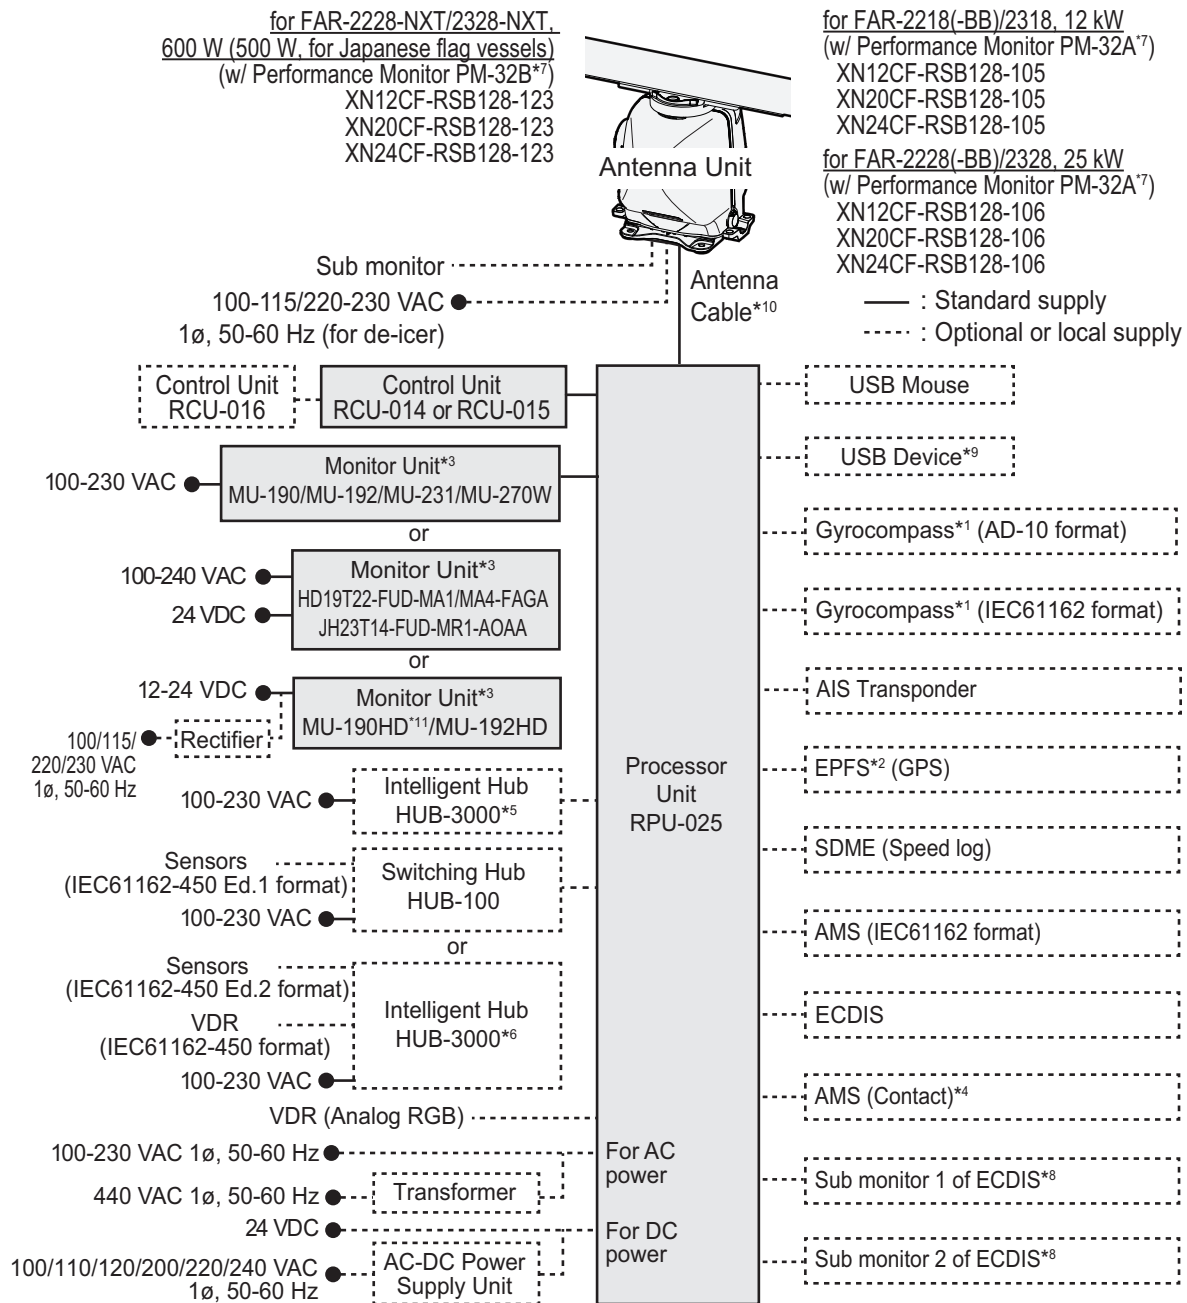 for FAR-2228-NXT/2328-NXT,
600 W (500 W, for Japanese flag vessels)
(w/ Performance Monitor PM-32B*7)
XN12CF-RSB128-123
XN20CF-RSB128-123
XN24CF-RSB128-123
for FAR-2218(-BB)/2318, 12 kW
(w/ Performance Monitor PM-32A*7)
XN12CF-RSB128-105
XN20CF-RSB128-105
XN24CF-RSB128-105
for FAR-2228(-BB)/2328, 25 kW
(w/ Performance Monitor PM-32A*7)
XN12CF-RSB128-106
XN20CF-RSB128-106
XN24CF-RSB128-106
Antenna Unit
Sub monitor
100-115/220-230 VAC
1ø, 50-60 Hz (for de-icer)
Antenna
Cable*10
: Standard supply
: Optional or local supply
Control Unit
RCU-016
Control Unit
RCU-014 or RCU-015
100-230 VAC
Monitor Unit*3
MU-190/MU-192/MU-231/MU-270W
or
100-240 VAC
24 VDC
Monitor Unit*3
HD19T22-FUD-MA1/MA4-FAGA
JH23T14-FUD-MR1-AOAA
or
12-24 VDC
Monitor Unit*3
MU-190HD*11/MU-192HD
100/115/
220/230 VAC
1ø, 50-60 Hz
Rectifier
100-230 VAC
Intelligent Hub
HUB-3000*5
Sensors
(IEC61162-450 Ed.1 format)
100-230 VAC
Switching Hub
HUB-100
or
Sensors
(IEC61162-450 Ed.2 format)
VDR
(IEC61162-450 format)
100-230 VAC
Intelligent Hub
HUB-3000*6
VDR (Analog RGB)
100-230 VAC 1ø, 50-60 Hz
440 VAC 1ø, 50-60 Hz
Transformer
24 VDC
100/110/120/200/220/240 VAC
1ø, 50-60 Hz
AC-DC Power
Supply Unit
Processor
Unit
RPU-025
For AC
power
For DC
power
USB Mouse
USB Device*9
Gyrocompass*1 (AD-10 format)
Gyrocompass*1 (IEC61162 format)
AIS Transponder
EPFS*2 (GPS)
SDME (Speed log)
AMS (IEC61162 format)
ECDIS
AMS (Contact)*4
Sub monitor 1 of ECDIS*8
Sub monitor 2 of ECDIS*8